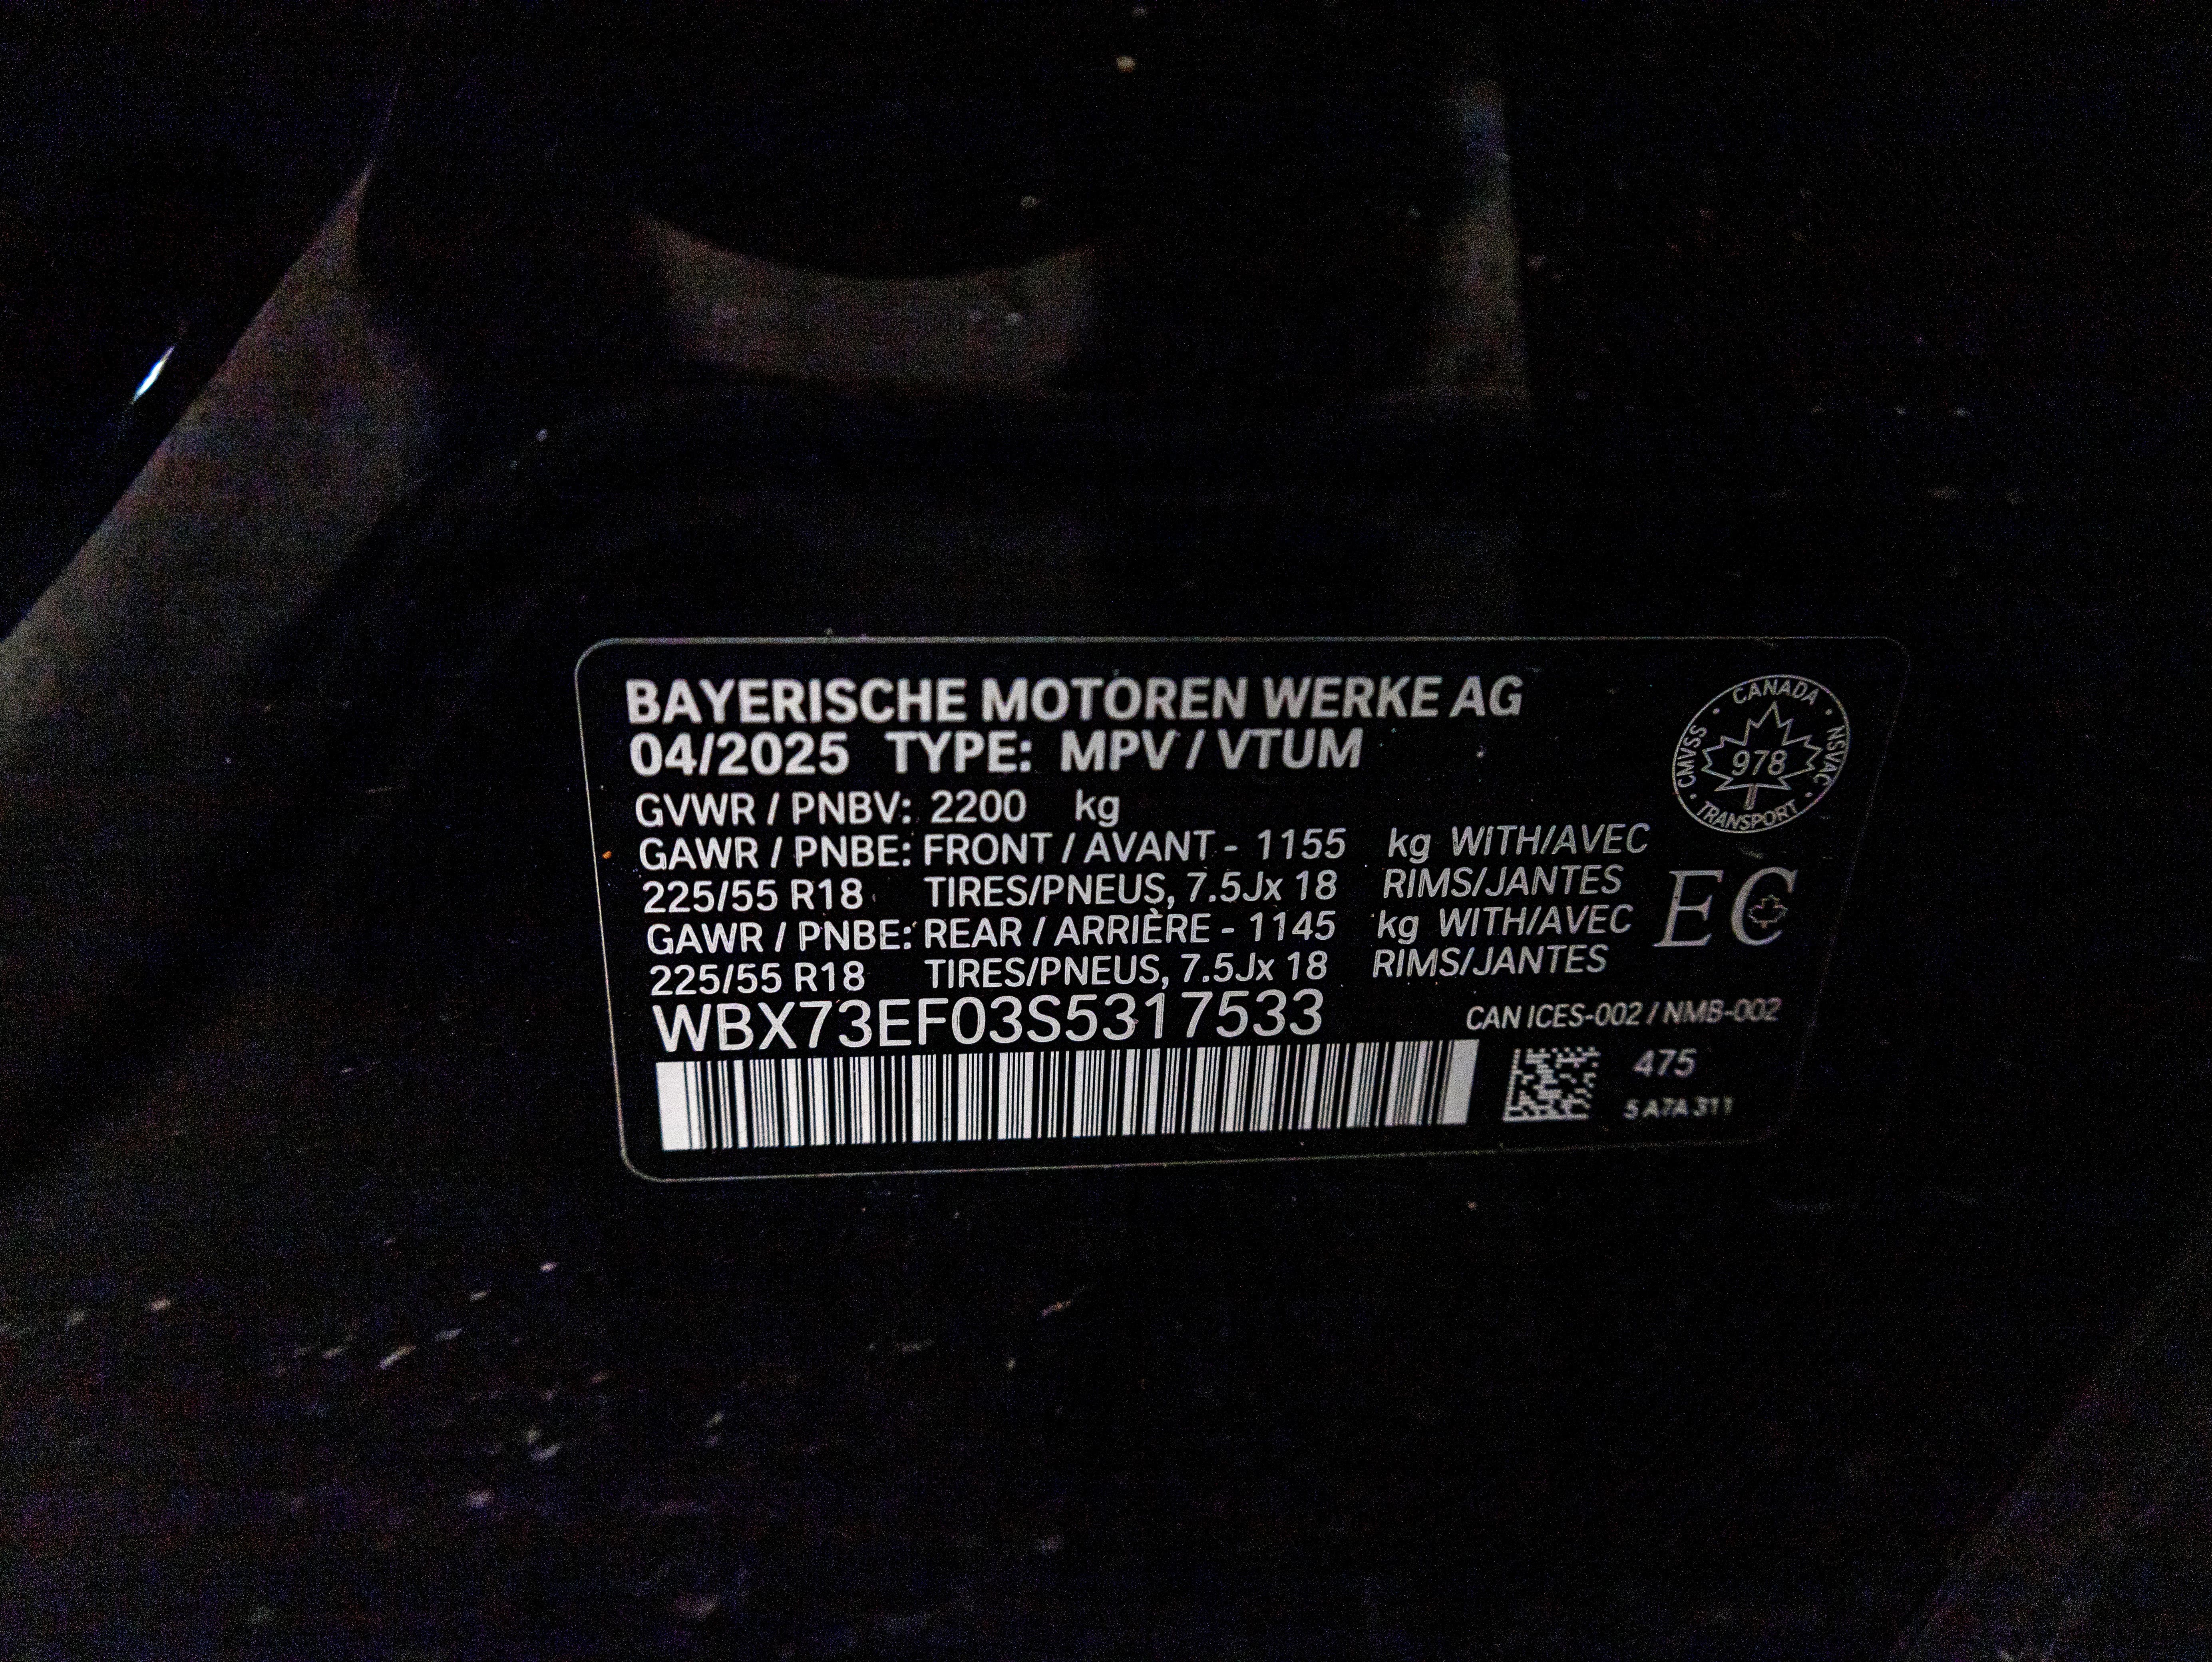 BAYERISCHE MOTOREN WERKE AG
04/2025 TYPE: MPV / VTUM
GVWR / PNBV: 2200 kg
GAWR / PNBE: FRONT / AVANT - 1155 kg WITH/AVEC
225/55 R18 TIRES/PNEUS, 7.5Jx 18 RIMS/JANTES
GAWR / PNBE: REAR / ARRIÈRE - 1145 kg WITH/AVEC
225/55 R18 TIRES/PNEUS, 7.5Jx 18 RIMS/JANTES
WBX73EF03S5317533
CANADA
CMVSS
978
NSVAC
TRANSPORT
EC
CAN ICES-002 / NMB-002
475
5 A7A 311